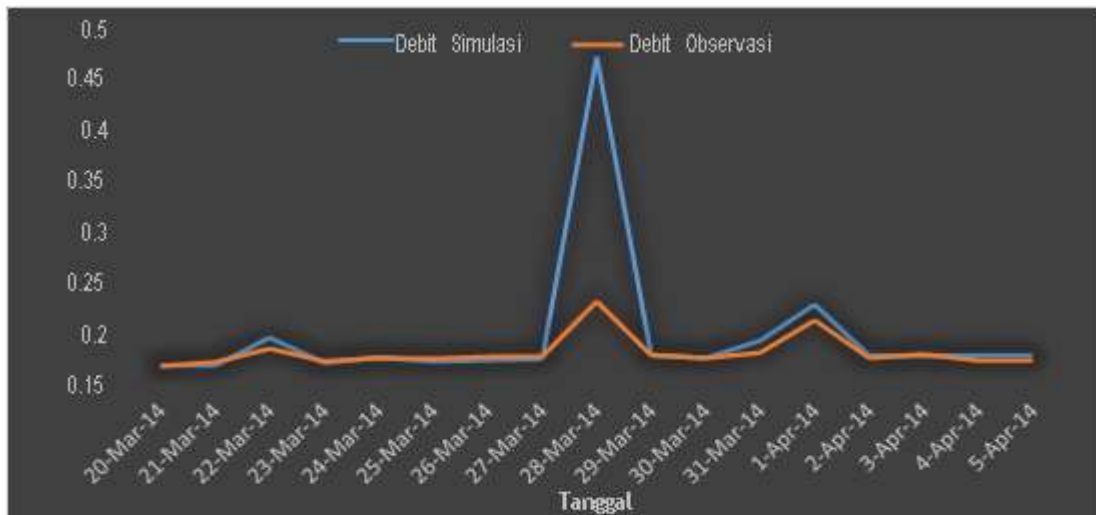 0.5
Debit Simulasi
Debit Observasi
0.45
0.4
0.35
0.3
0.25
0.2
0.15
20-Mar-14
21-Mar-14
22-Mar-14
23-Mar-14
24-Mar-14
25-Mar-14
26-Mar-14
27-Mar-14
28-Mar-14
29-Mar-14
30-Mar-14
31-Mar-14
1-Apr-14
2-Apr-14
3-Apr-14
4-Apr-14
5-Apr-14
Tanggal